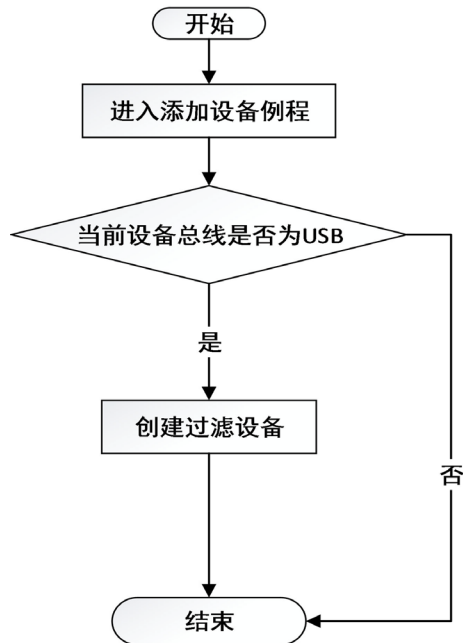 开始
进入添加设备例程
当前设备总线是否为USB
是
创建过滤设备
否
结束